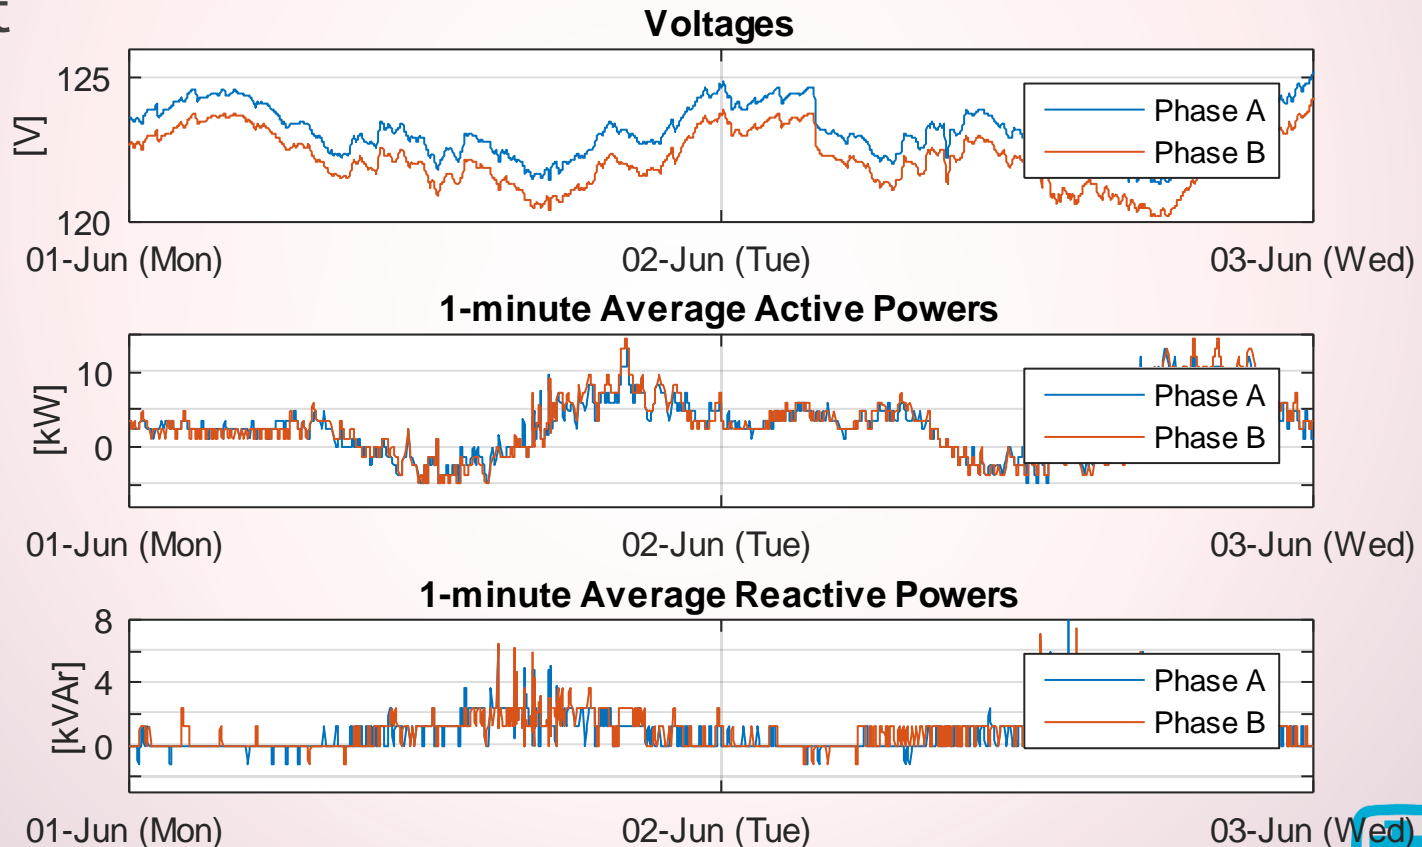 Voltages
125
[V]
120
Phase A
Phase B
01-Jun (Mon)
02-Jun (Tue)
03-Jun (Wed)
1-minute Average Active Powers
10
[kW]
0
Phase A
Phase B
01-Jun (Mon)
02-Jun (Tue)
03-Jun (Wed)
1-minute Average Reactive Powers
8
4
[kVAr]
0
Phase A
Phase B
01-Jun (Mon)
02-Jun (Tue)
03-Jun (Wed)